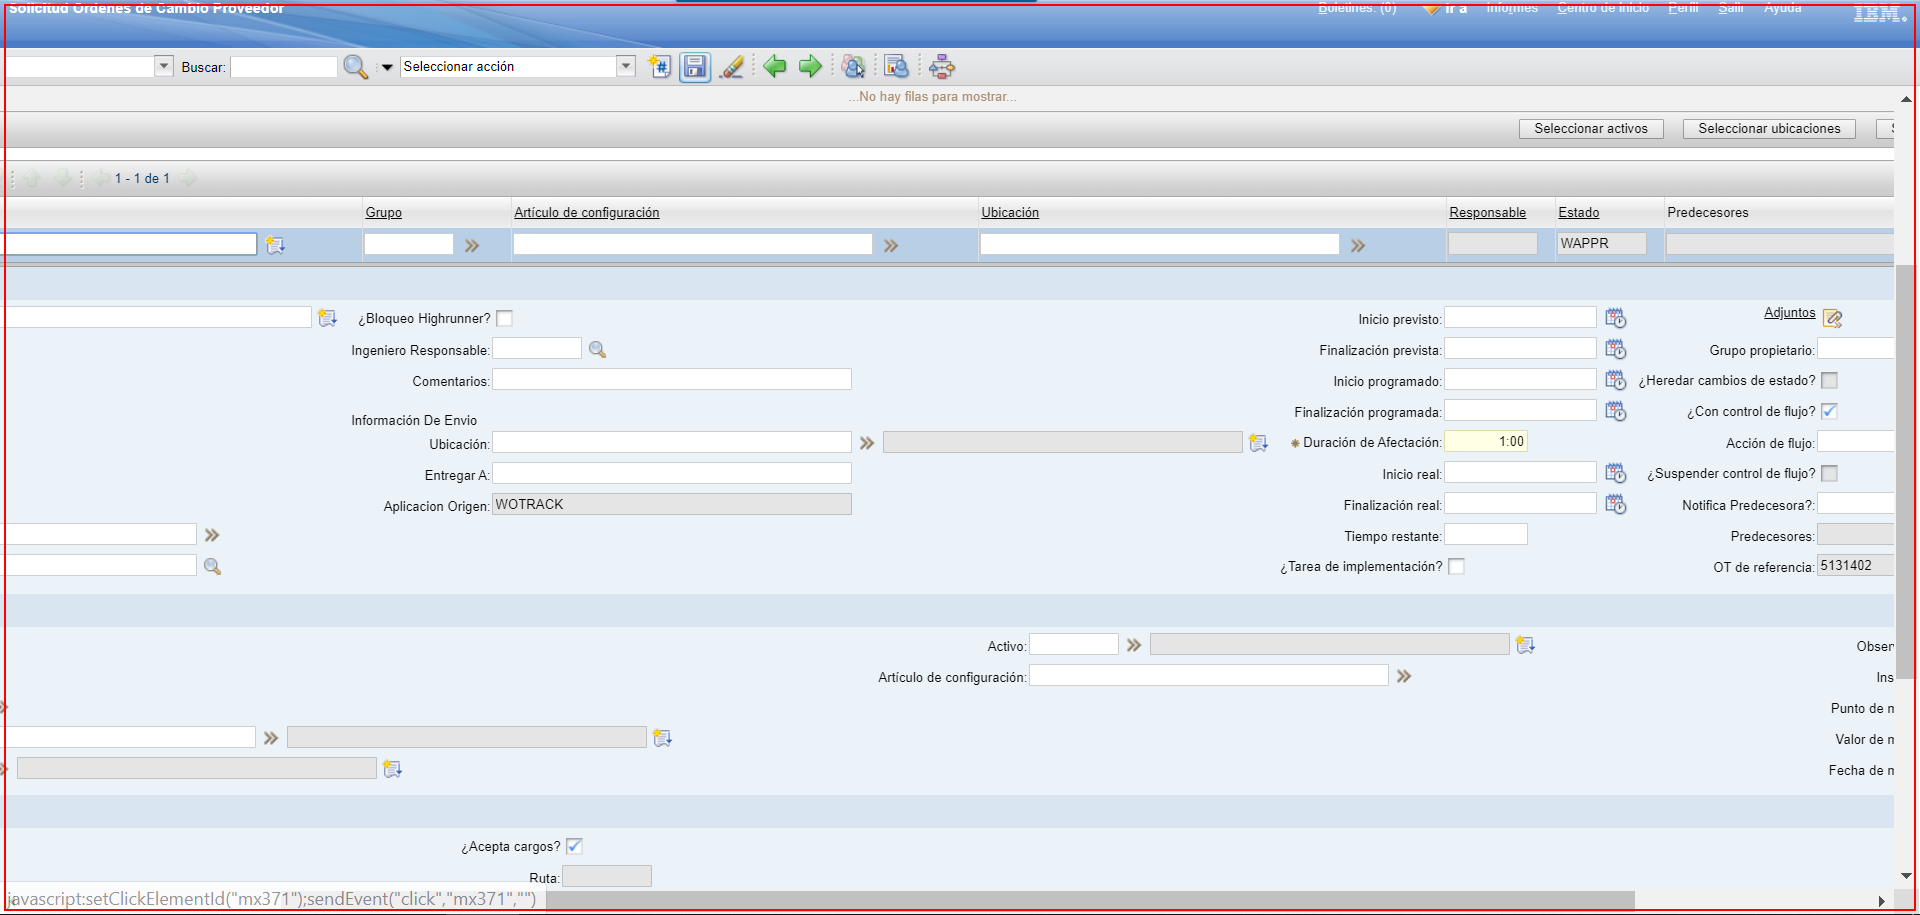 Solicitud Ordenes de Cambio Proveedor
Boletines: (0) Ir a Informes Centro de Inicio Perfil Salir Ayuda IBM.
Buscar: Seleccionar acción
...No hay filas para mostrar...
Seleccionar activos Seleccionar ubicaciones
1 - 1 de 1
Grupo Artículo de configuración Ubicación Responsable Estado Predecesores
WAPPR
¿Bloqueo Highrunner? Inicio previsto: Adjuntos
Ingeniero Responsable: Finalización prevista: Grupo propietario:
Comentarios: Inicio programado: ¿Heredar cambios de estado?
Finalización programada: ¿Con control de flujo?
Información De Envio
Ubicación: Duración de Afectación: 1:00 Acción de flujo:
Entregar A: Inicio real: ¿Suspender control de flujo?
Aplicacion Origen: WOTRACK Finalización real: Notifica Predecesora?:
Tiempo restante: Predecesores:
¿Tarea de implementación? OT de referencia: 5131402
Activo: Obser
Artículo de configuración: Ins
Punto de m
Valor de m
Fecha de m
¿Acepta cargos?
Ruta:
javascript:setClickElementId("mx371");sendEvent("click","mx371","")